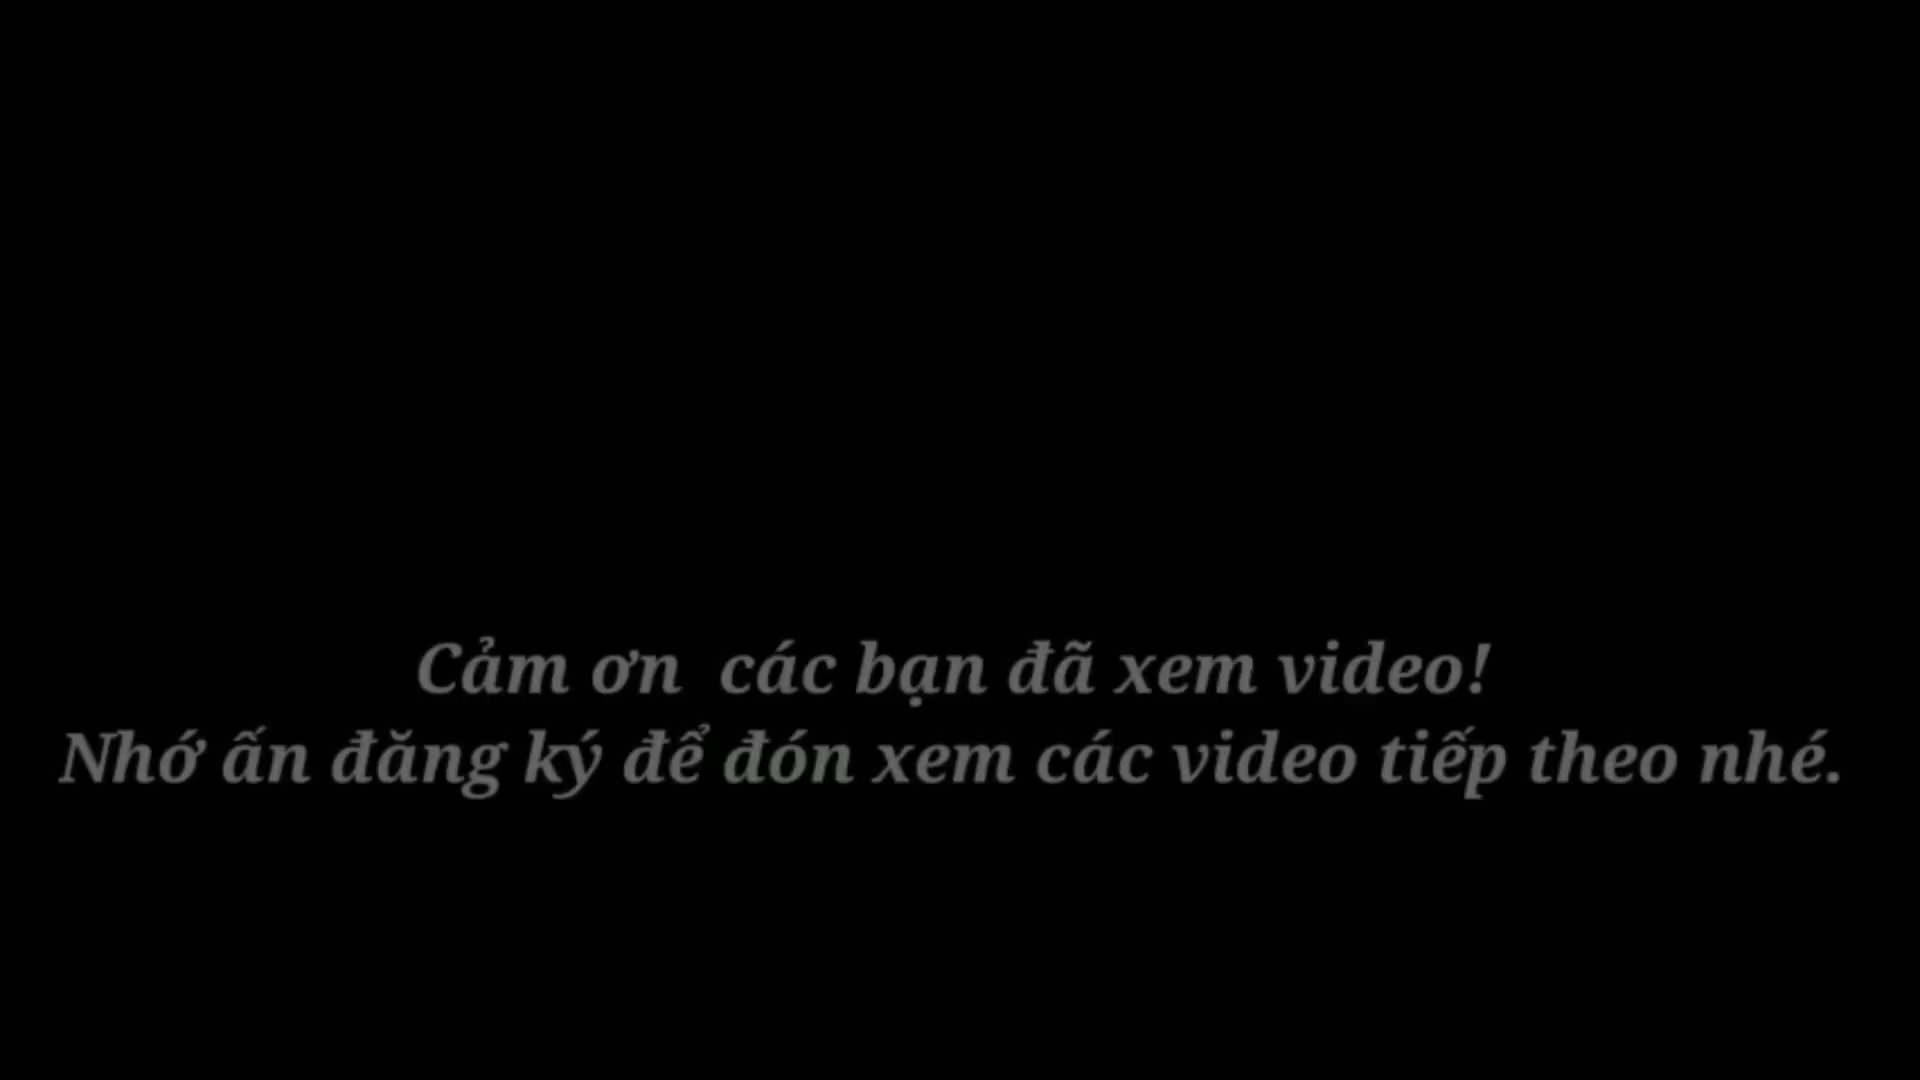 Cảm ơn các bạn đã xem video!
Nhớ ấn đăng ký để đón xem các video tiếp theo nhé.